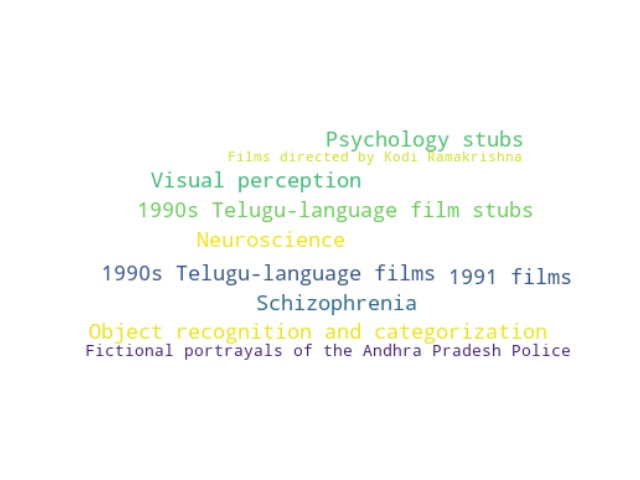 Psychology stubs
Films directed by Kodi Ramakrishna
Visual perception
1990s Telugu-language film stubs
Neuroscience
1990s Telugu-language films
1991 films
Schizophrenia
Object recognition and categorization
Fictional portrayals of the Andhra Pradesh Police